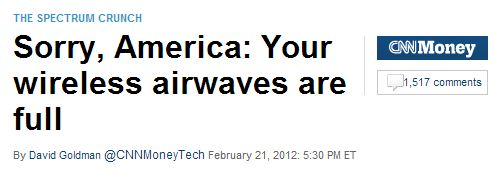 THE SPECTRUM CRUNCH
Sorry, America: Your
wireless airwaves are
full
CNNMoney
1,517 comments
By David Goldman @CNNMoneyTech February 21, 2012: 5:30 PM ET